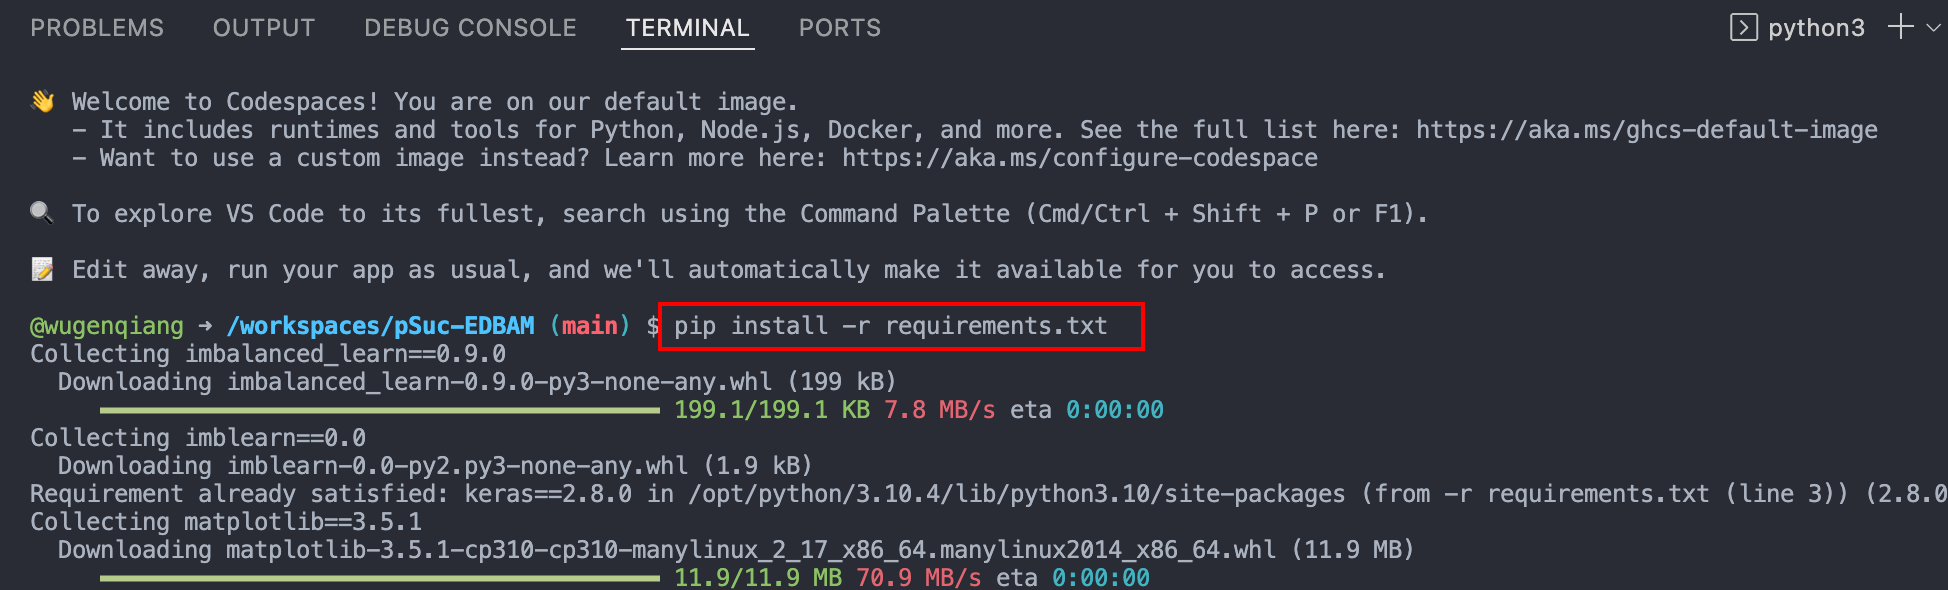 PROBLEMS OUTPUT DEBUG CONSOLE TERMINAL PORTS python3
👋 Welcome to Codespaces! You are on our default image.
- It includes runtimes and tools for Python, Node.js, Docker, and more. See the full list here: https://aka.ms/ghcs-default-image
- Want to use a custom image instead? Learn more here: https://aka.ms/configure-codespace
🔍 To explore VS Code to its fullest, search using the Command Palette (Cmd/Ctrl + Shift + P or F1).
📝 Edit away, run your app as usual, and we'll automatically make it available for you to access.
@wugenqiang → /workspaces/pSuc-EDBAM (main) $ pip install -r requirements.txt
Collecting imbalanced_learn==0.9.0
Downloading imbalanced_learn-0.9.0-py3-none-any.whl (199 kB)
199.1/199.1 KB 7.8 MB/s eta 0:00:00
Collecting imblearn==0.0
Downloading imblearn-0.0-py2.py3-none-any.whl (1.9 kB)
Requirement already satisfied: keras==2.8.0 in /opt/python/3.10.4/lib/python3.10/site-packages (from -r requirements.txt (line 3)) (2.8.0
Collecting matplotlib==3.5.1
Downloading matplotlib-3.5.1-cp310-cp310-manylinux_2_17_x86_64.manylinux2014_x86_64.whl (11.9 MB)
11.9/11.9 MB 70.9 MB/s eta 0:00:00